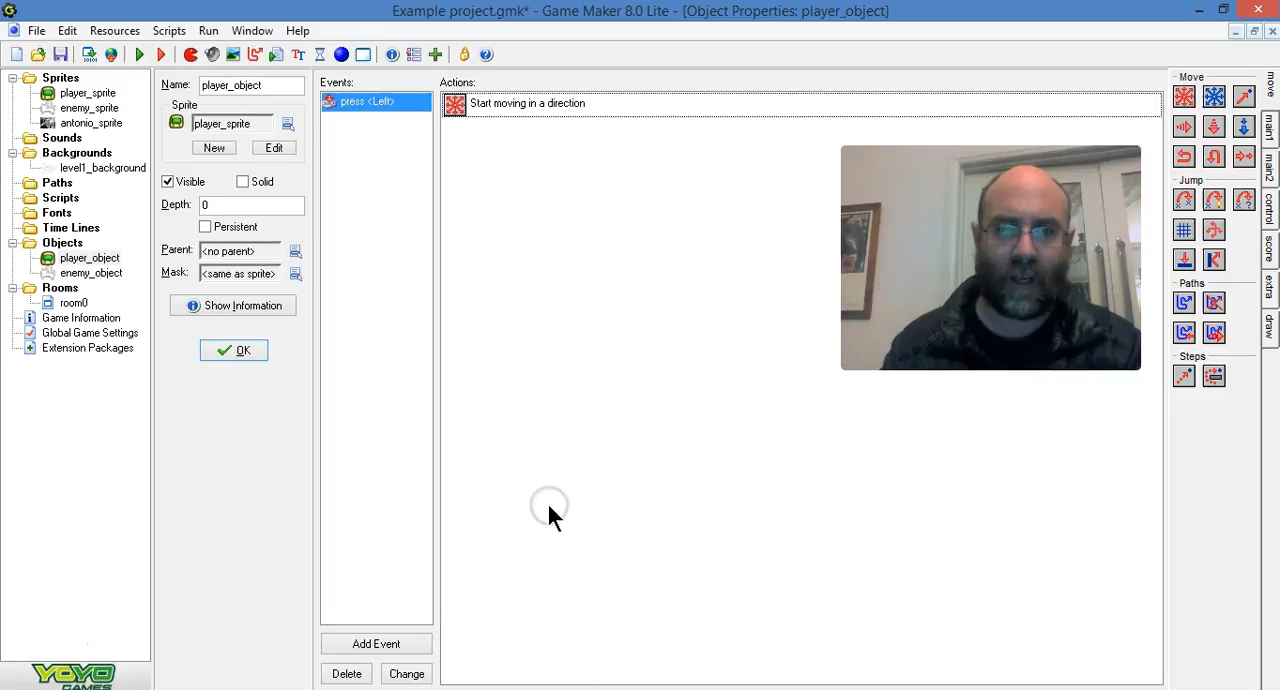 Example project.gmk* - Game Maker 8.0 Lite - [Object Properties: player_object]
File Edit Resources Scripts Run Window Help
Sprites
player_sprite
enemy_sprite
antonio_sprite
Sounds
Backgrounds
level1_background
Paths
Scripts
Fonts
Time Lines
Objects
player_object
enemy_object
Rooms
room0
Game Information
Global Game Settings
Extension Packages
YOYO
GAMES
Name: player_object
Sprite
player_sprite
New Edit
Visible Solid
Depth: 0
Persistent
Parent: <no parent>
Mask: <same as sprite>
Show Information
OK
Events:
press <Left>
Add Event
Delete Change
Actions:
Start moving in a direction
Move
Jump
Paths
Steps
move
main1
main2
control
score
extra
draw